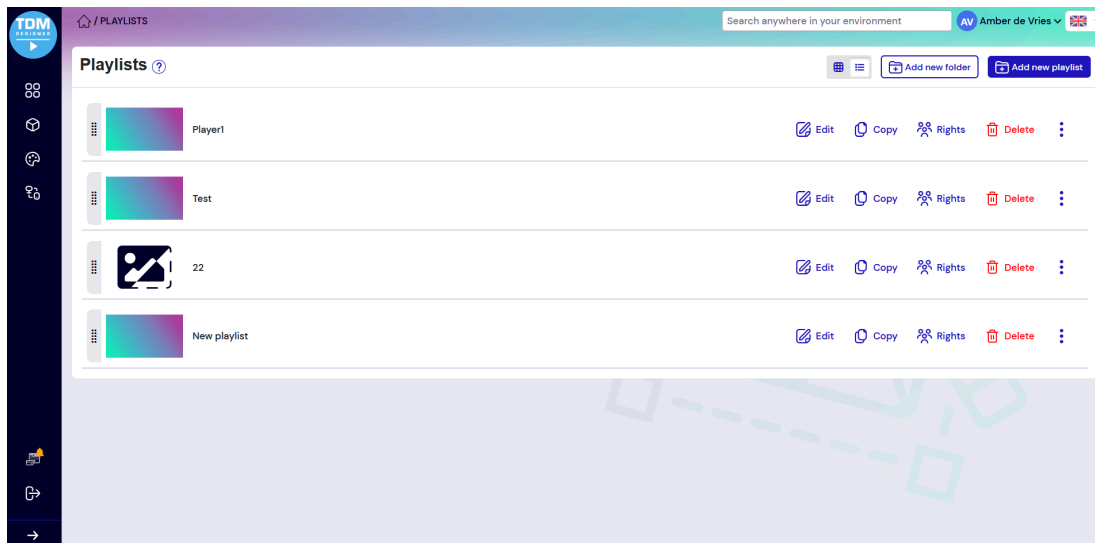 TDM
DESIGNER
/ PLAYLISTS
Search anywhere in your environment
AV
Amber de Vries
Playlists ?
Add new folder
Add new playlist
Player1
Edit
Copy
Rights
Delete
Test
Edit
Copy
Rights
Delete
22
Edit
Copy
Rights
Delete
New playlist
Edit
Copy
Rights
Delete